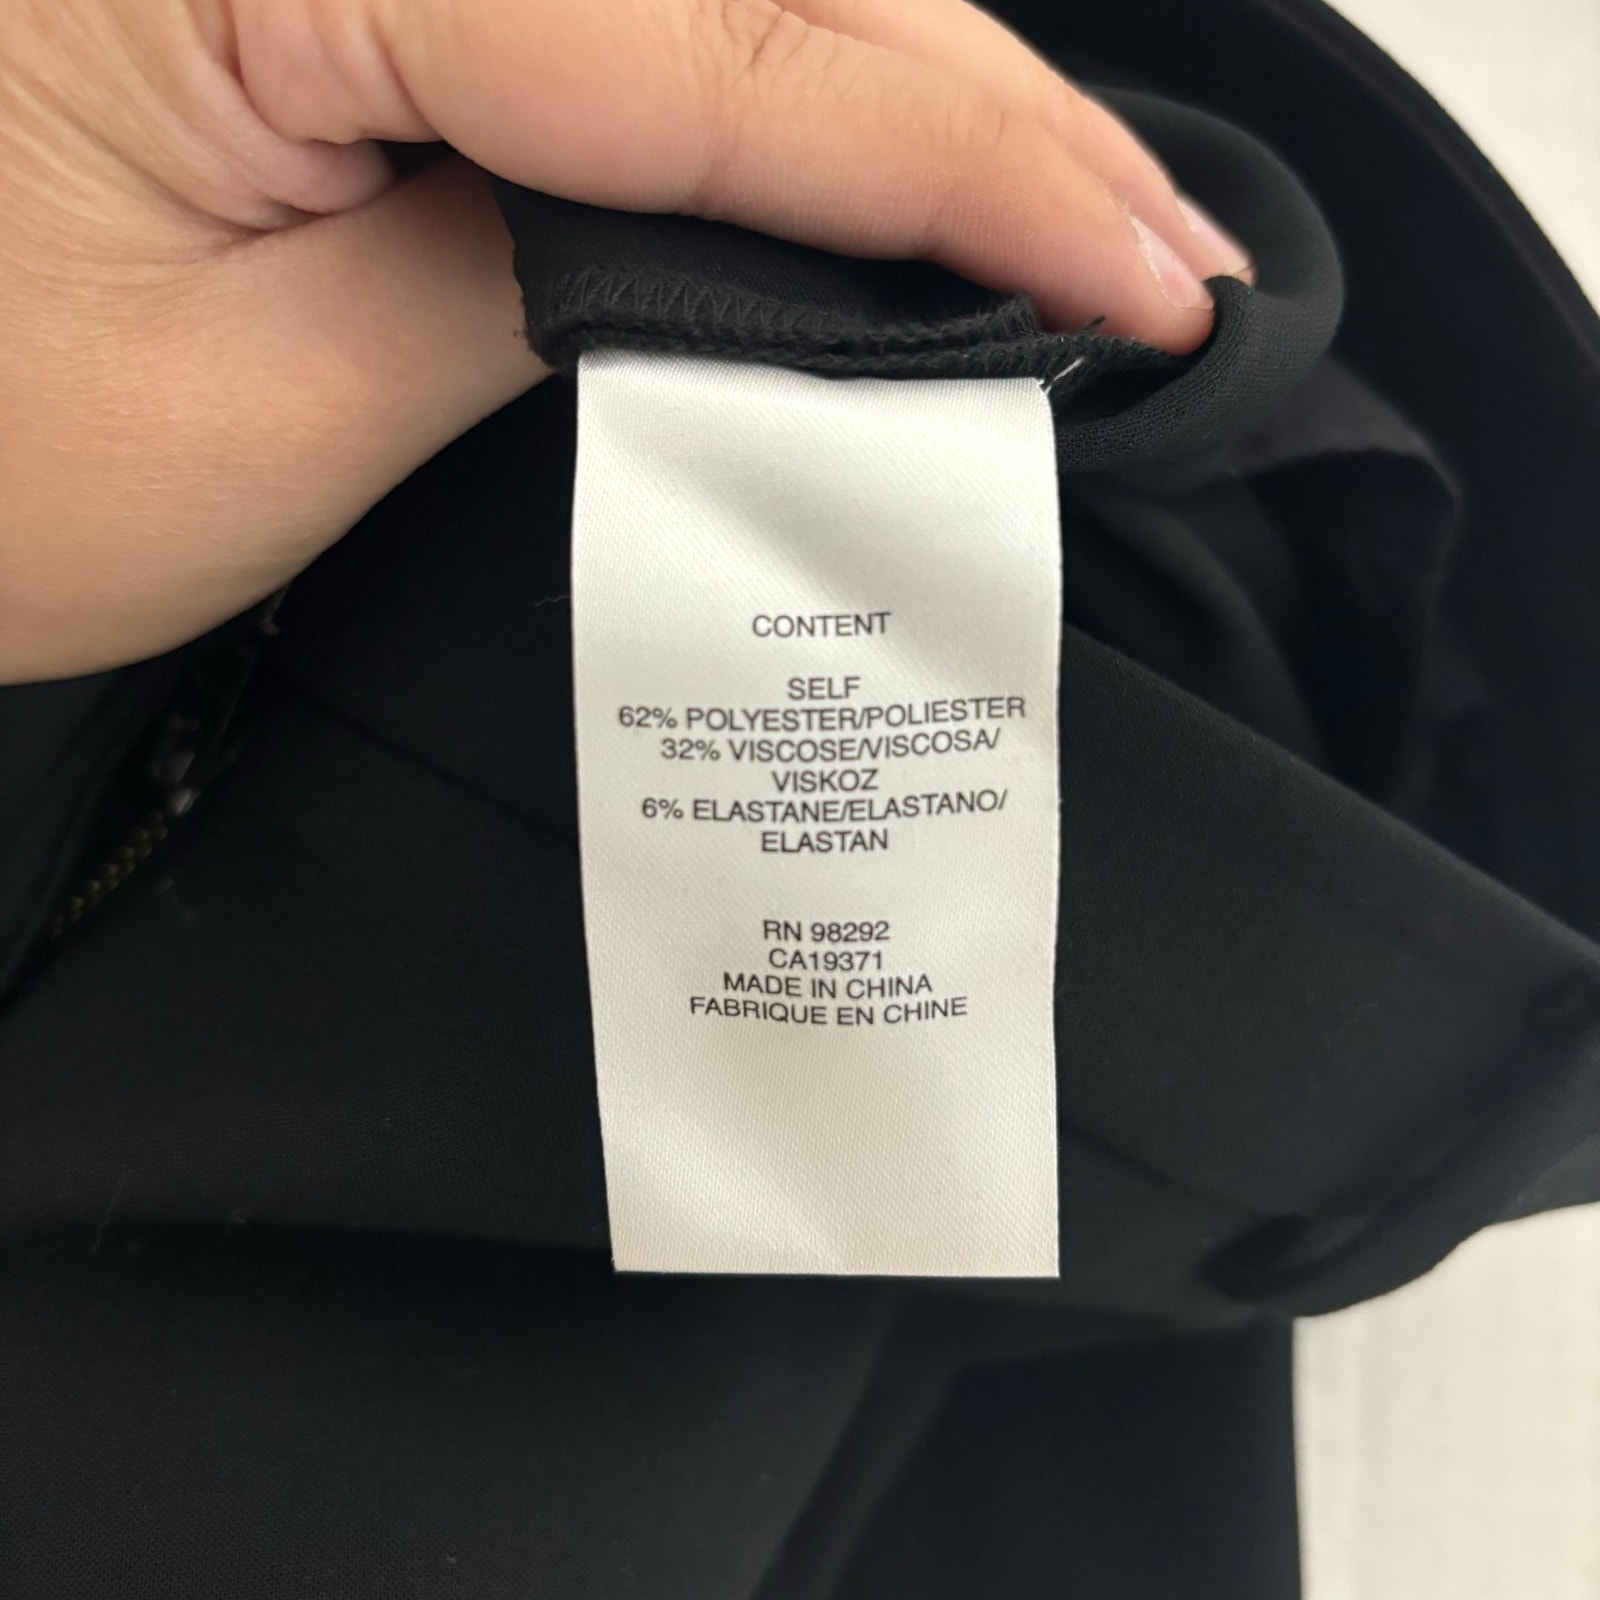 CONTENT
SELF
62% POLYESTER/POLIESTER
32% VISCOSE/VISCOSA/
VISKOZ
6% ELASTANE/ELASTANO/
ELASTAN
RN 98292
CA19371
MADE IN CHINA
FABRIQUE EN CHINE